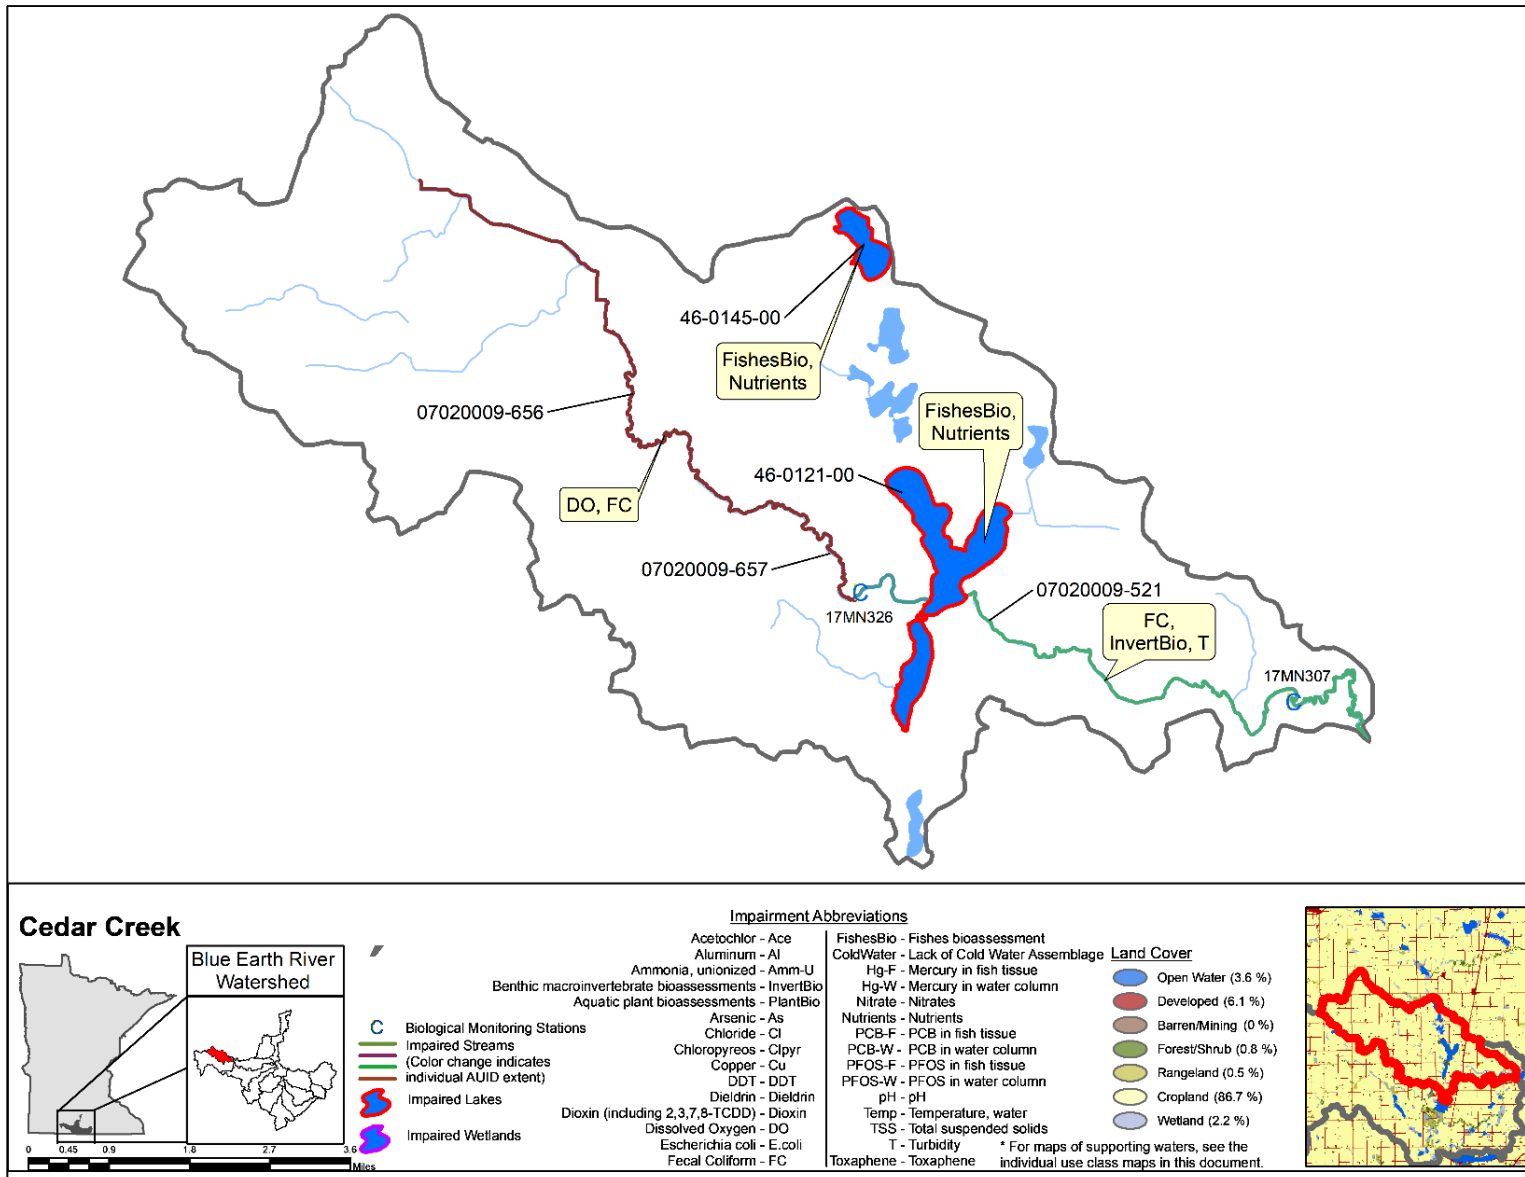 46-0145-00
FishesBio,
Nutrients
07020009-656
FishesBio,
Nutrients
46-0121-00
DO, FC
07020009-657
17MN326
07020009-521
FC,
InvertBio, T
17MN307
Cedar Creek
Blue Earth River
Watershed
0 0.45 0.9 1.8 2.7 3.6
Miles
C Biological Monitoring Stations
Impaired Streams
(Color change indicates
individual AUID extent)
Impaired Lakes
Impaired Wetlands
Impairment Abbreviations
Acetochlor - Ace
Aluminum - Al
Ammonia, unionized - Amm-U
Benthic macroinvertebrate bioassessments - InvertBio
Aquatic plant bioassessments - PlantBio
Arsenic - As
Chloride - Cl
Chloropyreos - Clpyr
Copper - Cu
DDT - DDT
Dieldrin - Dieldrin
Dioxin (including 2,3,7,8-TCDD) - Dioxin
Dissolved Oxygen - DO
Escherichia coli - E.coli
Fecal Coliform - FC
FishesBio - Fishes bioassessment
ColdWater - Lack of Cold Water Assemblage
Hg-F - Mercury in fish tissue
Hg-W - Mercury in water column
Nitrate - Nitrates
Nutrients - Nutrients
PCB-F - PCB in fish tissue
PCB-W - PCB in water column
PFOS-F - PFOS in fish tissue
PFOS-W - PFOS in water column
pH - pH
Temp - Temperature, water
TSS - Total suspended solids
T - Turbidity
Toxaphene - Toxaphene
Land Cover
Open Water (3.6 %)
Developed (6.1 %)
Barren/Mining (0 %)
Forest/Shrub (0.8 %)
Rangeland (0.5 %)
Cropland (86.7 %)
Wetland (2.2 %)
* For maps of supporting waters, see the
individual use class maps in this document.